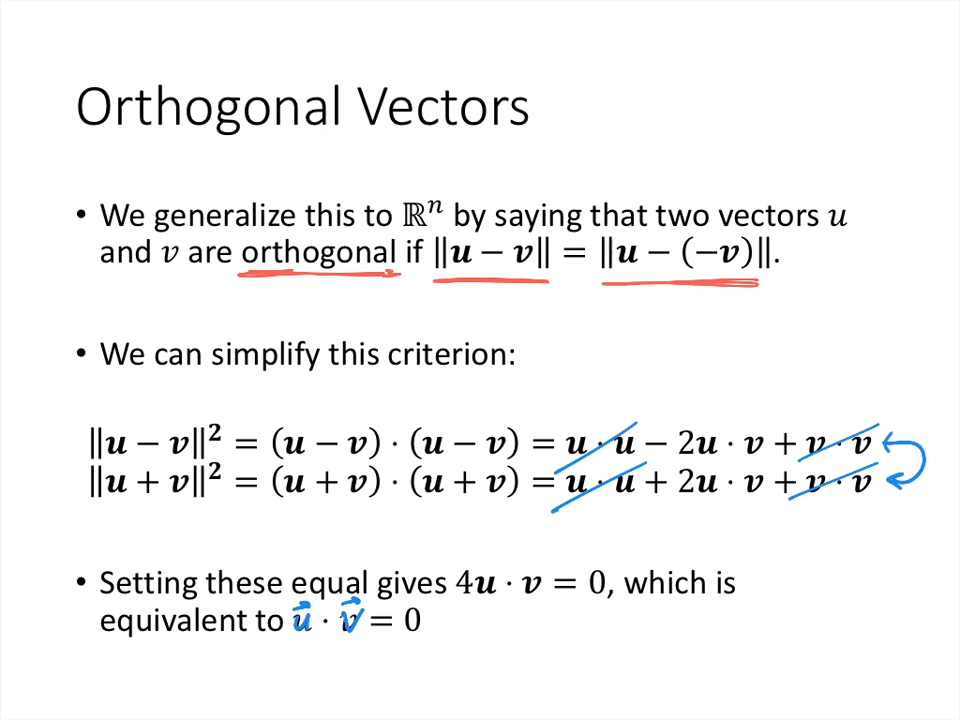 Orthogonal Vectors
• We generalize this to ℝⁿ by saying that two vectors 𝑢
and 𝑣 are orthogonal if ‖𝒖 − 𝒗‖ = ‖𝒖 − (−𝒗)‖.
• We can simplify this criterion:
‖𝒖 − 𝒗‖² = (𝒖 − 𝒗) · (𝒖 − 𝒗) = 𝒖 · 𝒖 − 2𝒖 · 𝒗 + 𝒗 · 𝒗
‖𝒖 + 𝒗‖² = (𝒖 + 𝒗) · (𝒖 + 𝒗) = 𝒖 · 𝒖 + 2𝒖 · 𝒗 + 𝒗 · 𝒗
• Setting these equal gives 4𝒖 · 𝒗 = 0, which is
equivalent to u⃗ · v⃗ = 0